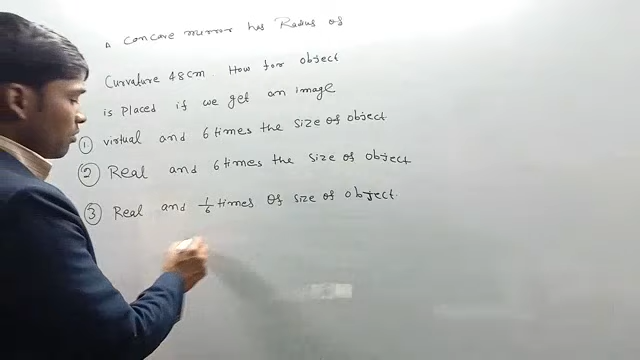 A concave mirror has Radus of
Curvature 48cm. How for object
is placed if we get an image
① virtual and 6 times the size of object
② Real and 6 times the size of object
③ Real and 1/6 times of size of object.